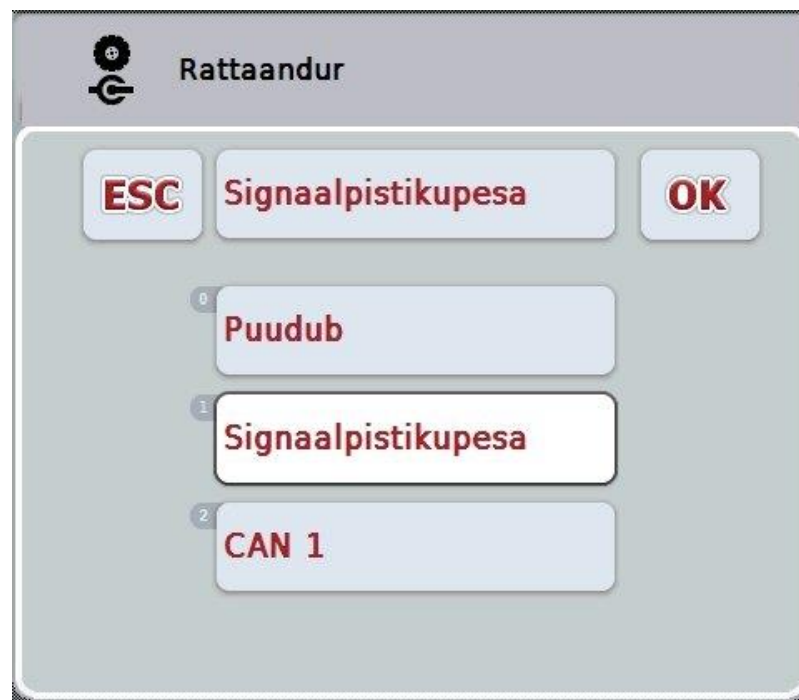 Rattaandur
ESC Signaalpistikupesa OK
0
Puudub
1
Signaalpistikupesa
2
CAN 1